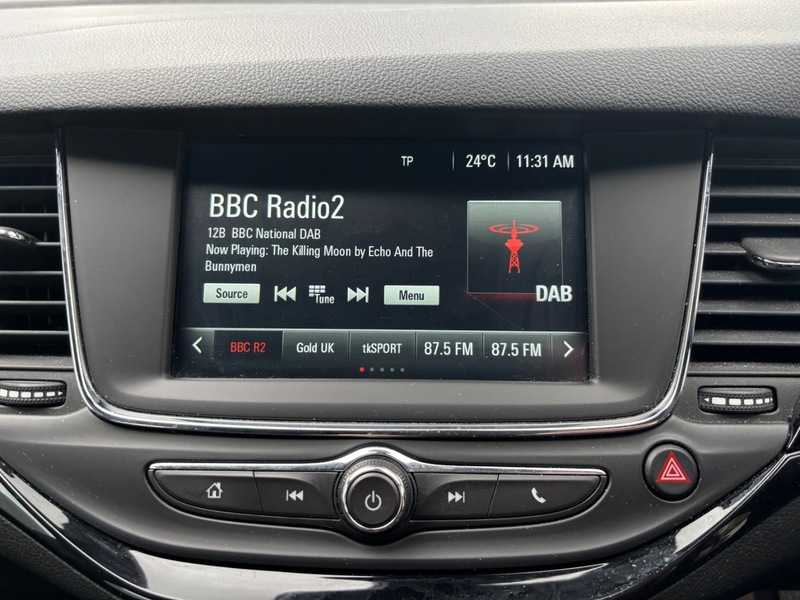 TP 24°C 11:31 AM
BBC Radio2
12B BBC National DAB
Now Playing: The Killing Moon by Echo And The
Bunnymen
Source Tune Menu
DAB
BBC R2 Gold UK tkSPORT 87.5 FM 87.5 FM